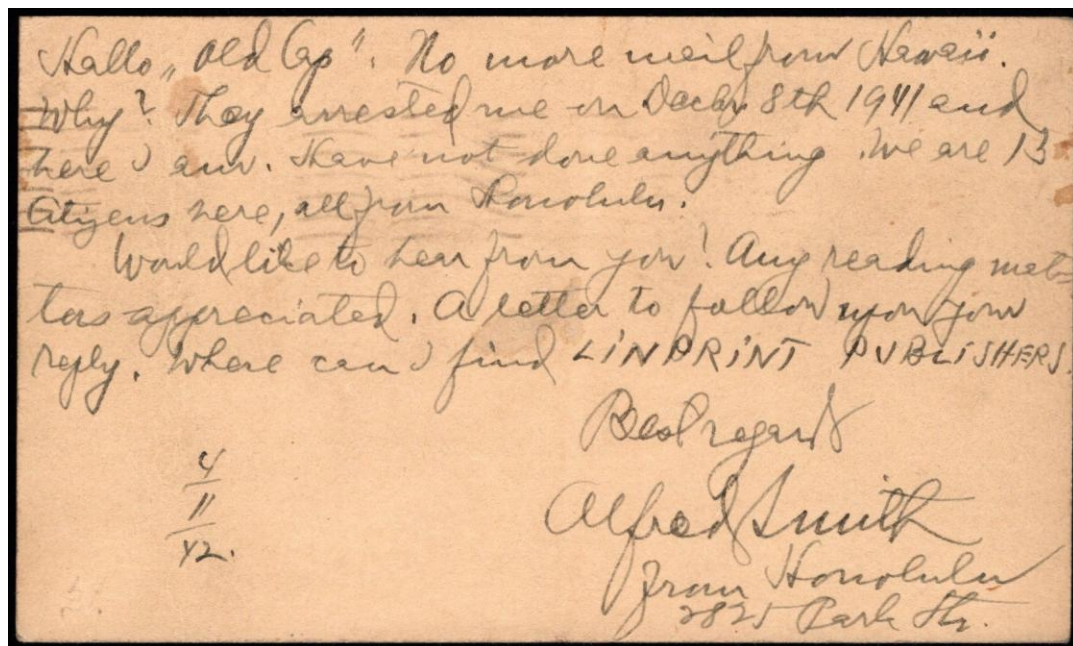 Hallo „Old Cap". No more mail from Hawaii.
Why? They arrested me on Decbr 8th 1941 and
here I am. Have not done anything. We are 13
Citizens here, all from Honolulu.
Would like to hear from you! Any reading mat-
ters appreciated. A letter to follow upon your
reply. Where can I find LINPRINT PUBLISHERS.
Best regards
Alfred Smith
from Honolulu
2825 Park Str.
4
11
42.